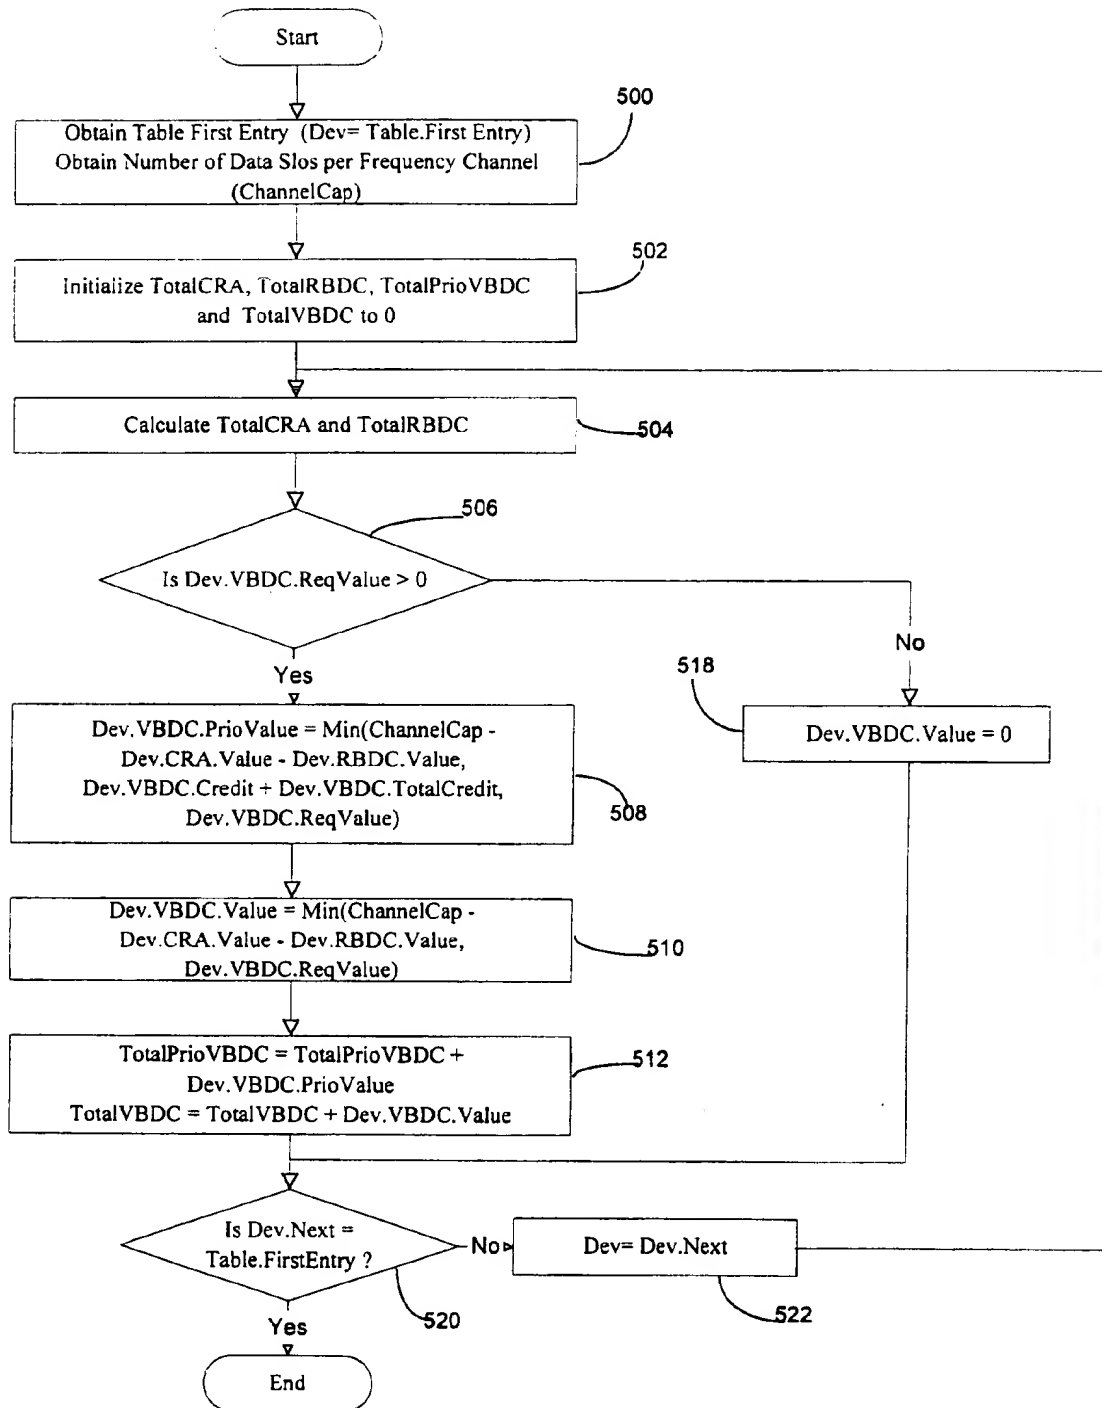 Start
500
Obtain Table First Entry (Dev= Table.First Entry)
Obtain Number of Data Slos per Frequency Channel
(ChannelCap)
502
Initialize TotalCRA, TotalRBDC, TotalPrioVBDC
and TotalVBDC to 0
Calculate TotalCRA and TotalRBDC
504
506
Is Dev.VBDC.ReqValue > 0
No
Yes
518
Dev.VBDC.Value = 0
Dev.VBDC.PrioValue = Min(ChannelCap -
Dev.CRA.Value - Dev.RBDC.Value,
Dev.VBDC.Credit + Dev.VBDC.TotalCredit,
Dev.VBDC.ReqValue)
508
Dev.VBDC.Value = Min(ChannelCap -
Dev.CRA.Value - Dev.RBDC.Value,
Dev.VBDC.ReqValue)
510
TotalPrioVBDC = TotalPrioVBDC +
Dev.VBDC.PrioValue
TotalVBDC = TotalVBDC + Dev.VBDC.Value
512
Is Dev.Next =
Table.FirstEntry ?
No
Dev= Dev.Next
520
522
Yes
End